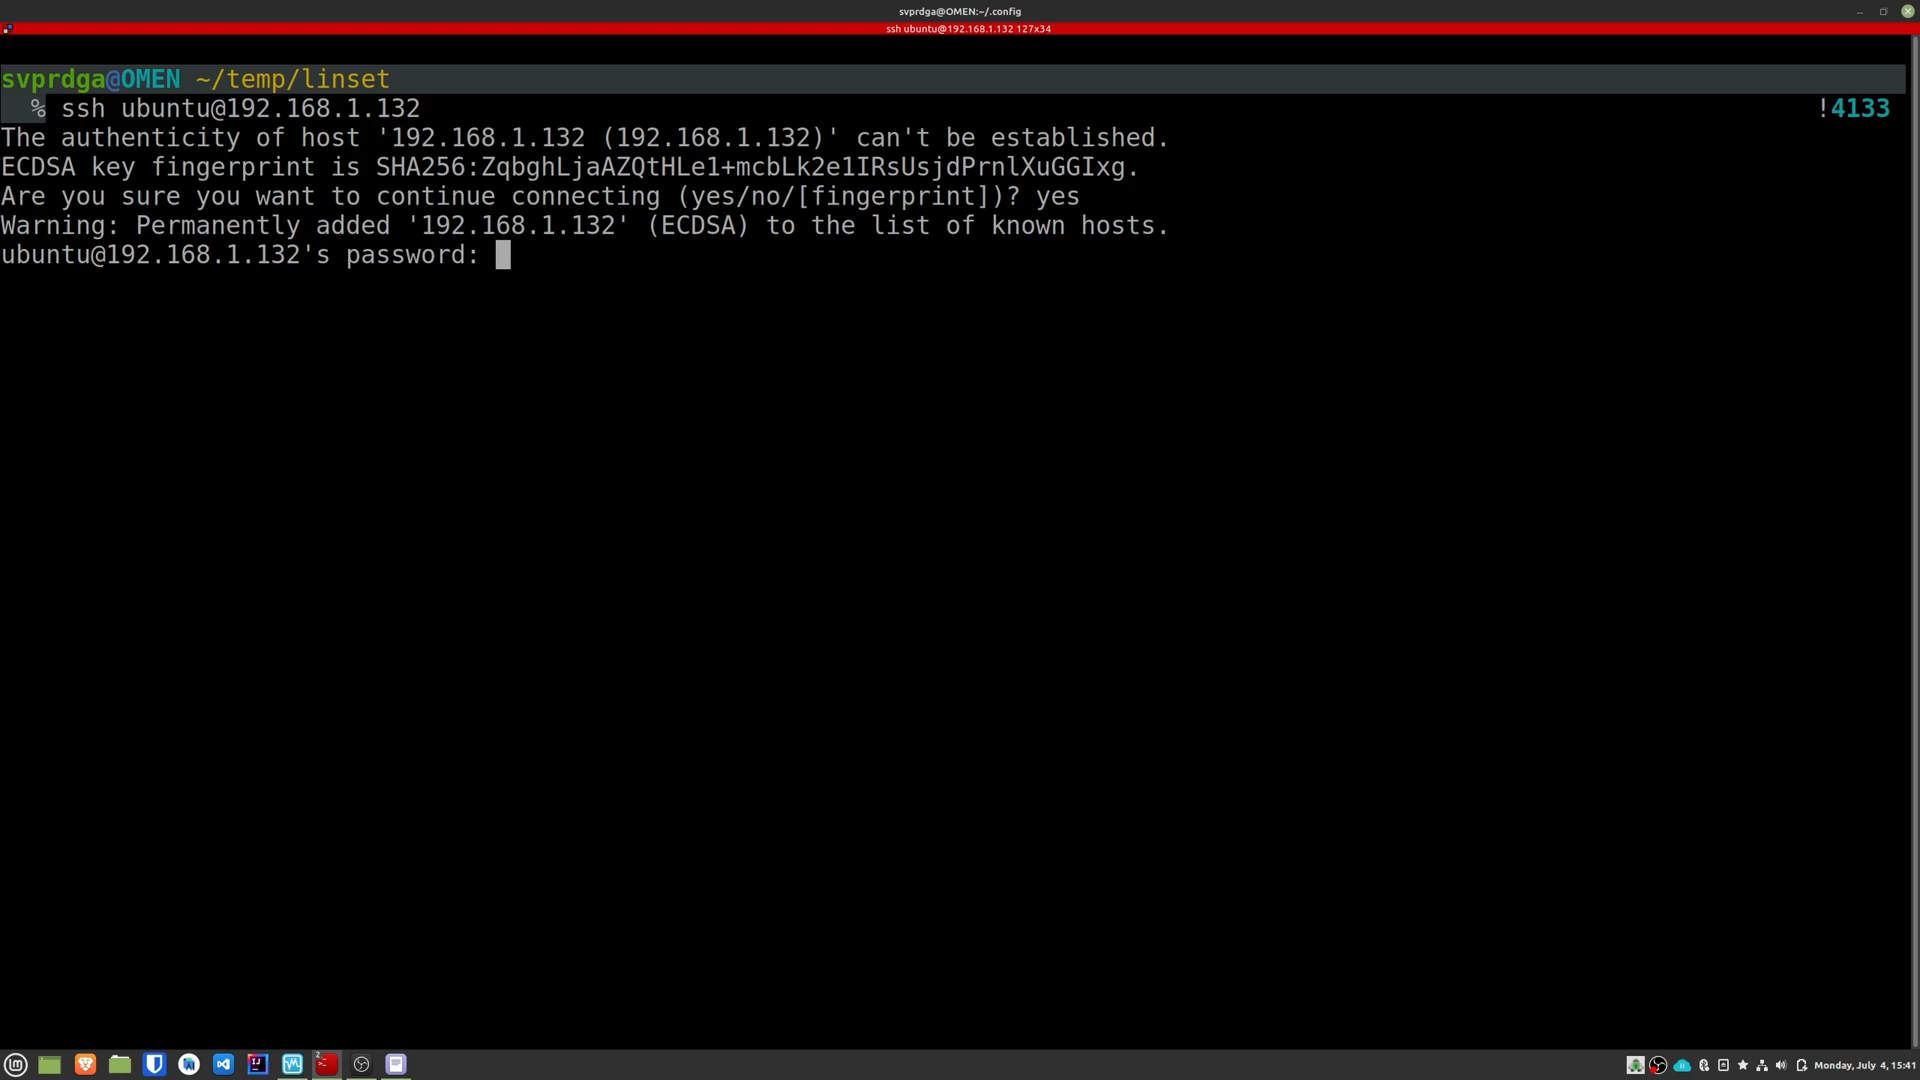 svprdga@OMEN:~/.config
ssh ubuntu@192.168.1.132 127x34
svprdga@OMEN ~/temp/linset
% ssh ubuntu@192.168.1.132 !4133
The authenticity of host '192.168.1.132 (192.168.1.132)' can't be established.
ECDSA key fingerprint is SHA256:ZqbghLjaAZQtHLe1+mcbLk2e1IRsUsjdPrnlXuGGIxg.
Are you sure you want to continue connecting (yes/no/[fingerprint])? yes
Warning: Permanently added '192.168.1.132' (ECDSA) to the list of known hosts.
ubuntu@192.168.1.132's password:
Monday, July 4, 15:41